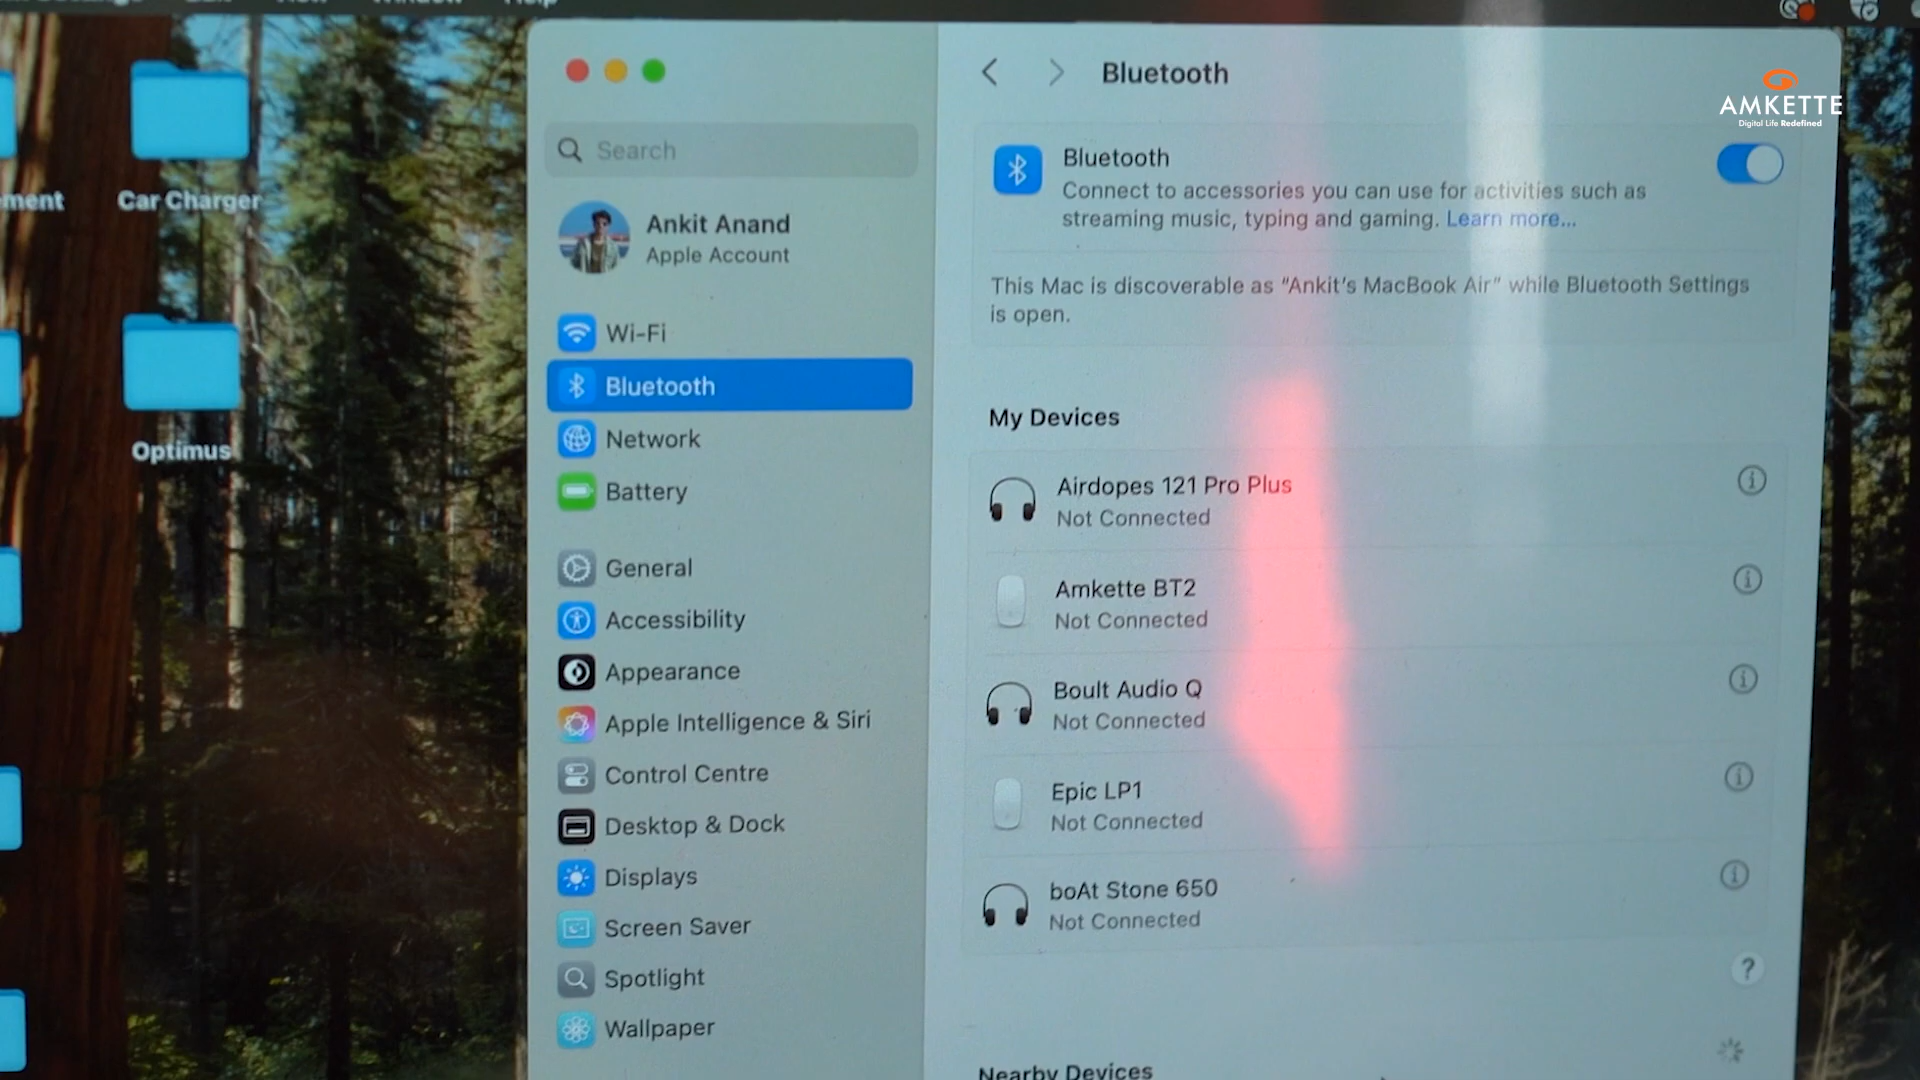 Window
Help
ment
Car Charger
Optimus
Search
Ankit Anand
Apple Account
Wi-Fi
Bluetooth
Network
Battery
General
Accessibility
Appearance
Apple Intelligence & Siri
Control Centre
Desktop & Dock
Displays
Screen Saver
Spotlight
Wallpaper
Bluetooth
AMKETTE
Digital Life Redefined
Bluetooth
Connect to accessories you can use for activities such as
streaming music, typing and gaming. Learn more...
This Mac is discoverable as “Ankit’s MacBook Air” while Bluetooth Settings
is open.
My Devices
Airdopes 121 Pro Plus
Not Connected
Amkette BT2
Not Connected
Boult Audio Q
Not Connected
Epic LP1
Not Connected
boAt Stone 650
Not Connected
?
Nearby Devices